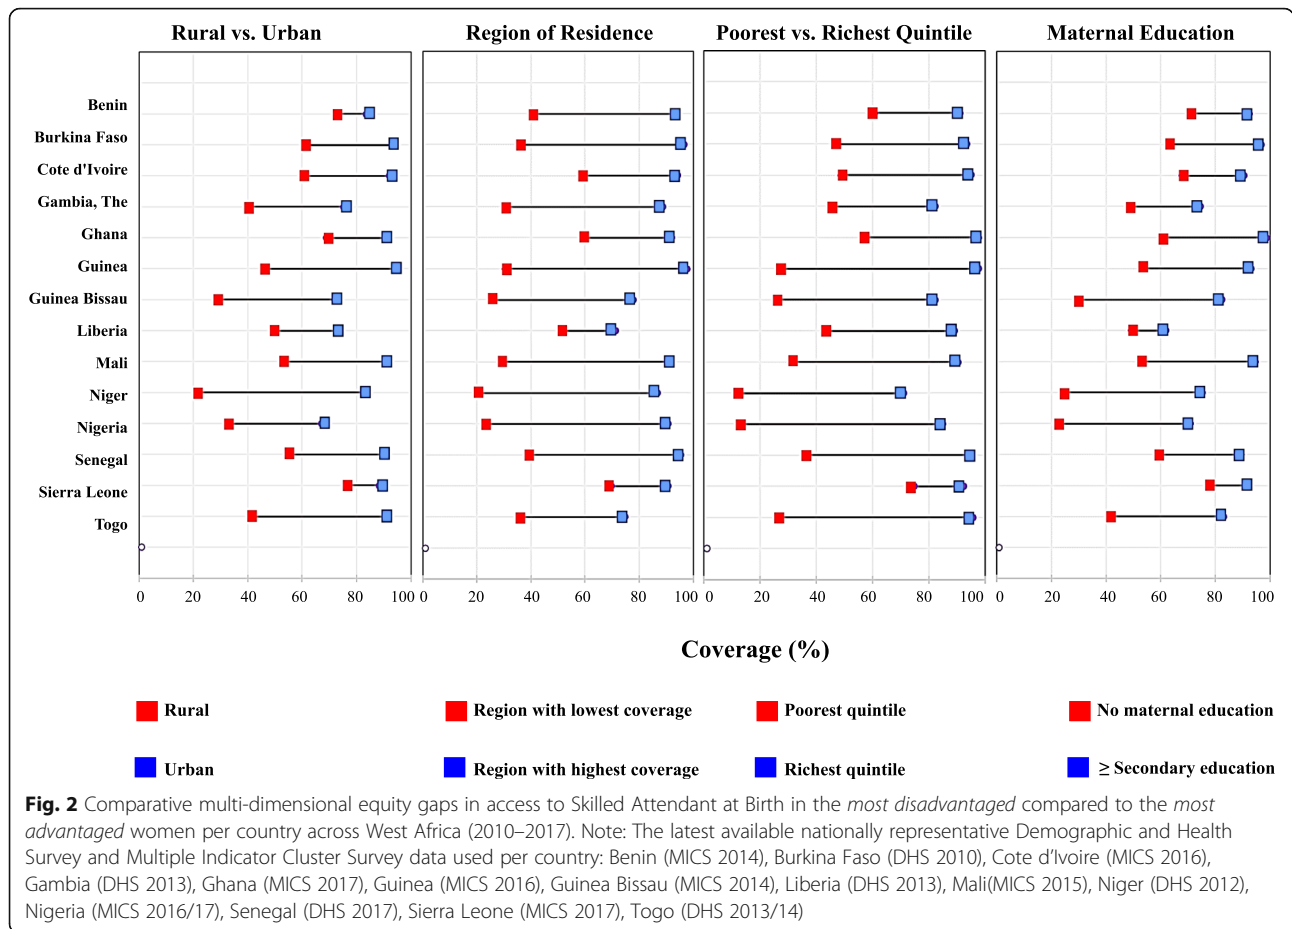 Rural vs. Urban
Region of Residence
Poorest vs. Richest Quintile
Maternal Education
Benin
Burkina Faso
Cote d'Ivoire
Gambia, The
Ghana
Guinea
Guinea Bissau
Liberia
Mali
Niger
Nigeria
Senegal
Sierra Leone
Togo
0 20 40 60 80 100
0 20 40 60 80 100
0 20 40 60 80 100
0 20 40 60 80 100
Coverage (%)
Rural
Region with lowest coverage
Poorest quintile
No maternal education
Urban
Region with highest coverage
Richest quintile
≥ Secondary education
Fig. 2 Comparative multi-dimensional equity gaps in access to Skilled Attendant at Birth in the most disadvantaged compared to the most
advantaged women per country across West Africa (2010–2017). Note: The latest available nationally representative Demographic and Health
Survey and Multiple Indicator Cluster Survey data used per country: Benin (MICS 2014), Burkina Faso (DHS 2010), Cote d'Ivoire (MICS 2016),
Gambia (DHS 2013), Ghana (MICS 2017), Guinea (MICS 2016), Guinea Bissau (MICS 2014), Liberia (DHS 2013), Mali(MICS 2015), Niger (DHS 2012),
Nigeria (MICS 2016/17), Senegal (DHS 2017), Sierra Leone (MICS 2017), Togo (DHS 2013/14)